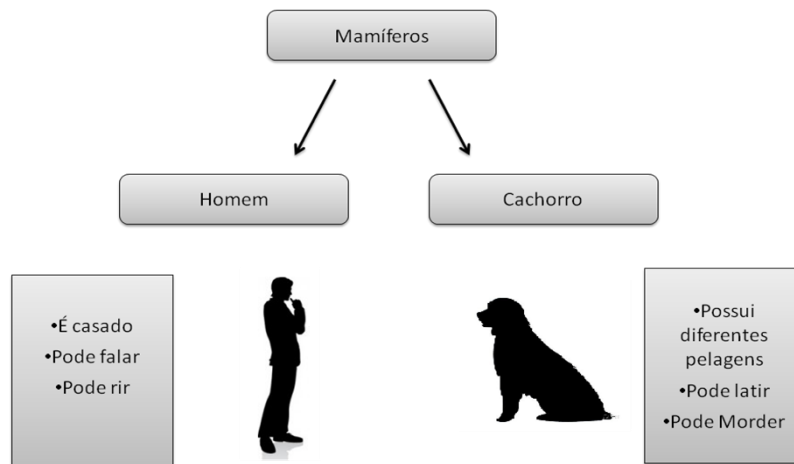 Mamíferos
Homem
Cachorro
•É casado
•Pode falar
•Pode rir
•Possui
diferentes
pelagens
•Pode latir
•Pode Morder